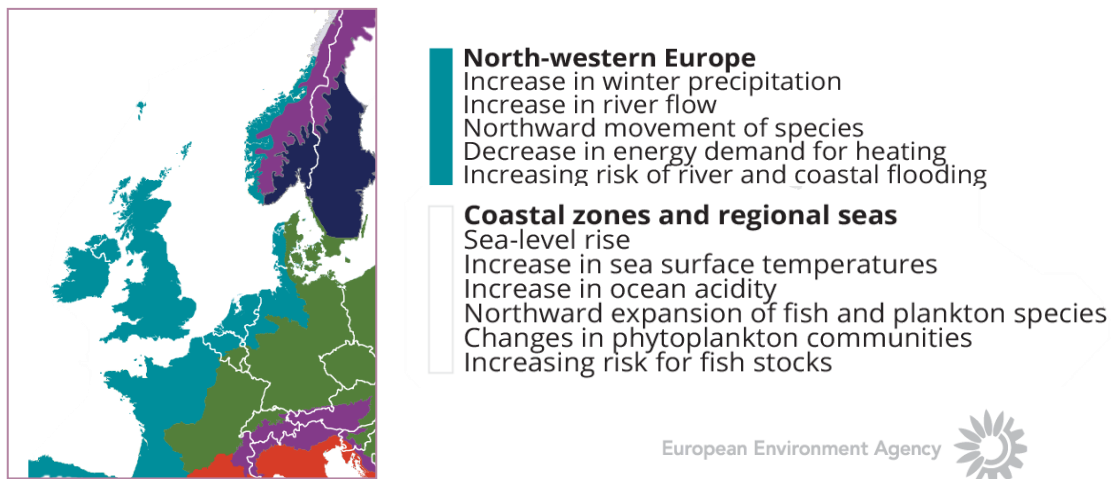 North-western Europe
Increase in winter precipitation
Increase in river flow
Northward movement of species
Decrease in energy demand for heating
Increasing risk of river and coastal flooding
Coastal zones and regional seas
Sea-level rise
Increase in sea surface temperatures
Increase in ocean acidity
Northward expansion of fish and plankton species
Changes in phytoplankton communities
Increasing risk for fish stocks
European Environment Agency